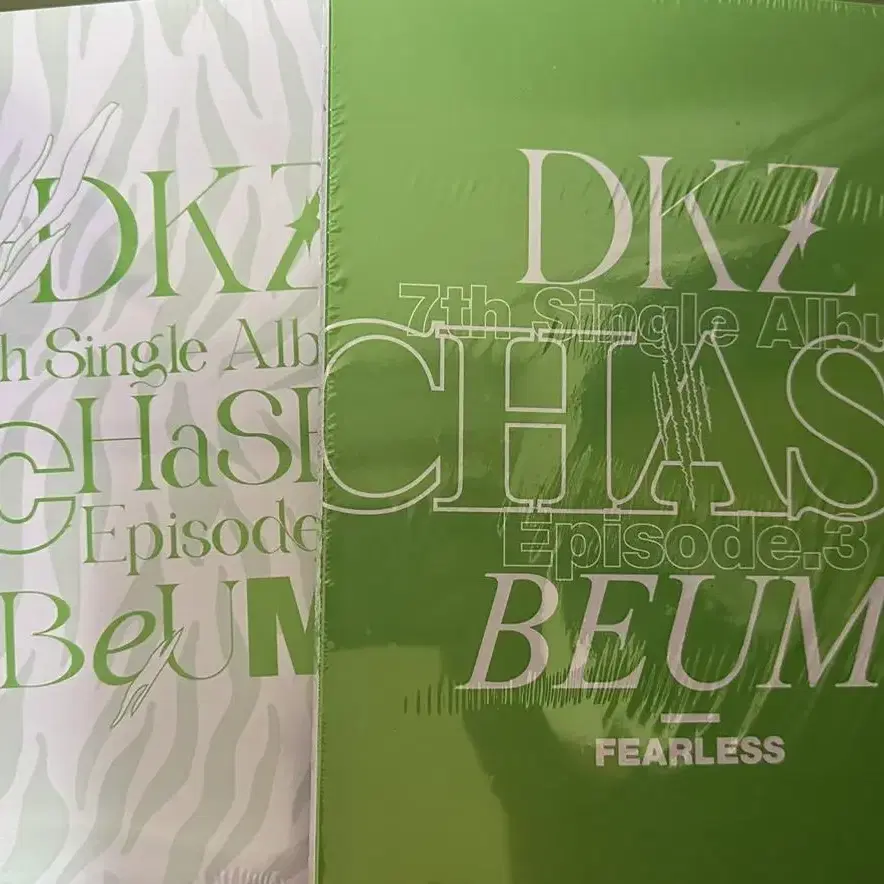 DKZ
h Single Alb
cHaSE
Episode
BeUM
DKZ
7th Single Albu
CHAS
Episode.3
BEUM
FEARLESS